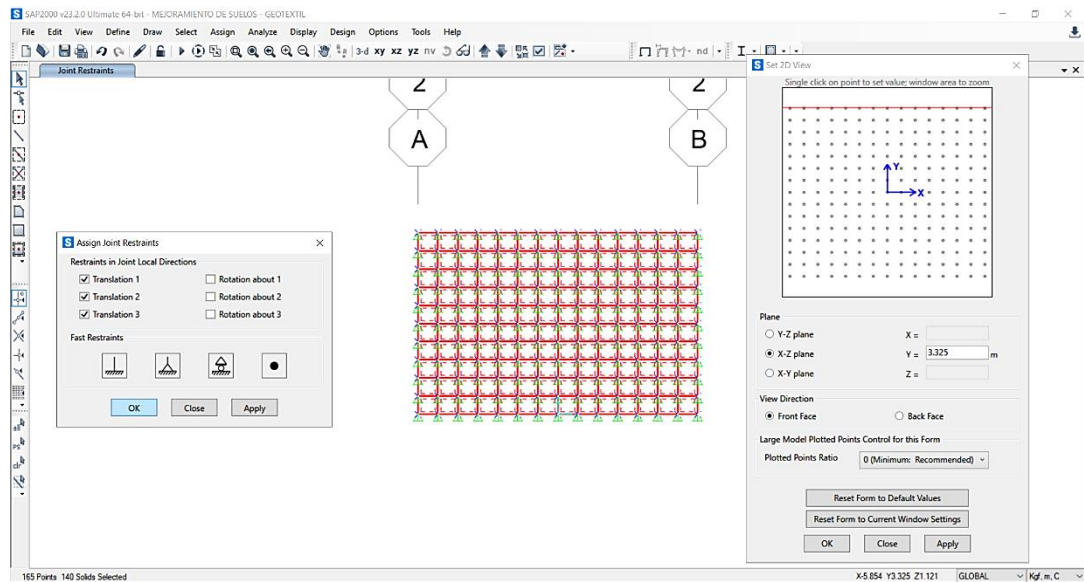 SAP2000 v23.2.0 Ultimate 64-bit - MEJORAMIENTO DE SUELOS - GEOTEXTIL
File Edit View Define Draw Select Assign Analyze Display Design Options Tools Help
3-d xy xz yz nv
nd
Joint Restraints
2 2
A B
Assign Joint Restraints
Restraints in Joint Local Directions
Translation 1 Rotation about 1
Translation 2 Rotation about 2
Translation 3 Rotation about 3
Fast Restraints
OK Close Apply
Set 2D View
Single click on point to set value; window area to zoom
Y
X
Plane
Y-Z plane X =
X-Z plane Y = 3.325 m
X-Y plane Z =
View Direction
Front Face Back Face
Large Model Plotted Points Control for this Form
Plotted Points Ratio 0 (Minimum: Recommended)
Reset Form to Default Values
Reset Form to Current Window Settings
OK Close Apply
all
PS
clr
165 Points 140 Solids Selected X-5.854 Y3.325 Z1.121 GLOBAL Kgf, m, C